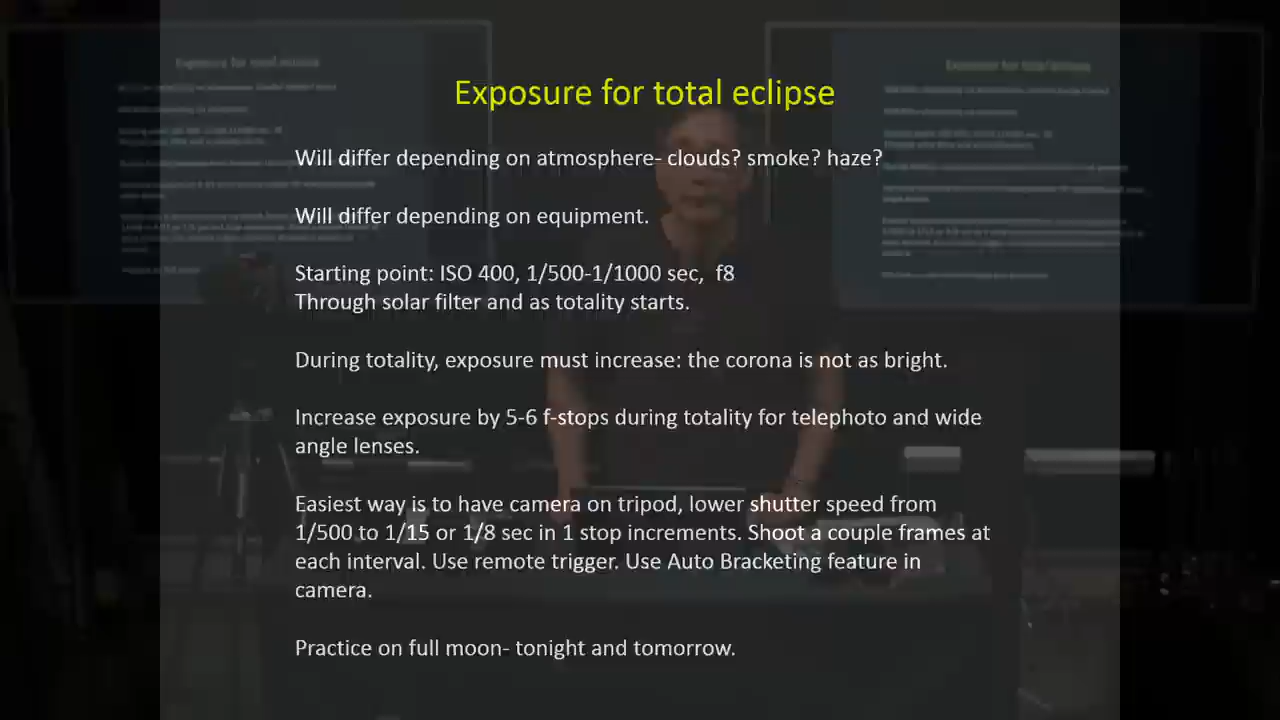 Exposure for total eclipse
Will differ depending on atmosphere- clouds? smoke? haze?
Will differ depending on equipment.
Starting point: ISO 400, 1/500-1/1000 sec,  f8
Through solar filter and as totality starts.
During totality, exposure must increase: the corona is not as bright.
Increase exposure by 5-6 f-stops during totality for telephoto and wide
angle lenses.
Easiest way is to have camera on tripod, lower shutter speed from
1/500 to 1/15 or 1/8 sec in 1 stop increments. Shoot a couple frames at
each interval. Use remote trigger. Use Auto Bracketing feature in
camera.
Practice on full moon- tonight and tomorrow.